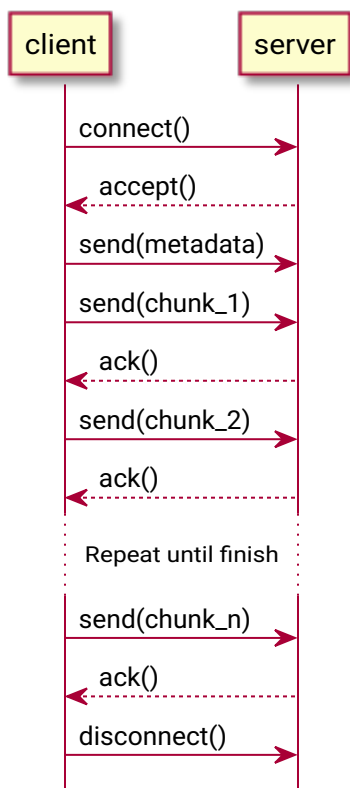 client
server
connect()
accept()
send(metadata)
send(chunk_1)
ack()
send(chunk_2)
ack()
Repeat until finish
send(chunk_n)
ack()
disconnect()